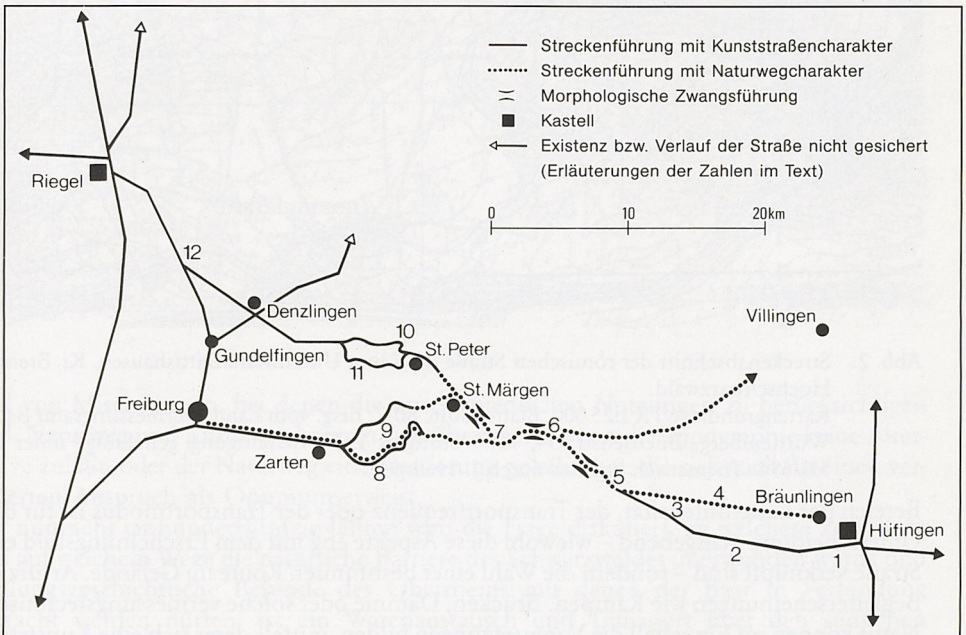 Streckenführung mit Kunststraßencharakter
Streckenführung mit Naturwegcharakter
Morphologische Zwangsführung
Kastell
Existenz bzw. Verlauf der Straße nicht gesichert
(Erläuterungen der Zahlen im Text)
0 10 20km
Riegel
12
Denzlingen
Gundelfingen
10
11
St. Peter
Villingen
Freiburg
St. Märgen
9
7
6
Zarten
8
5
4
3
Bräunlingen
Hüfingen
2
1